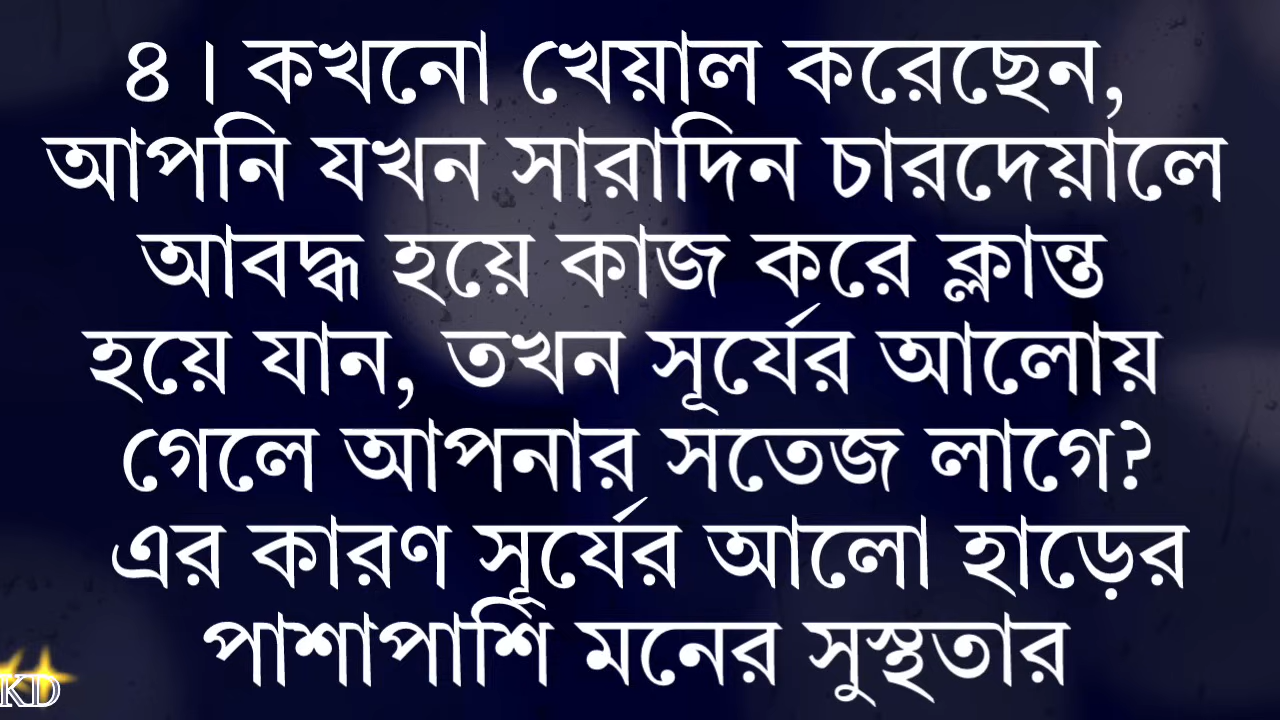 ৪। কখনো খেয়াল করেছেন,
আপনি যখন সারাদিন চারদেয়ালে
আবদ্ধ হয়ে কাজ করে ক্লান্ত
হয়ে যান, তখন সূর্যের আলোয়
গেলে আপনার সতেজ লাগে?
এর কারণ সূর্যের আলো হাড়ের
পাশাপাশি মনের সুস্থতার
KD